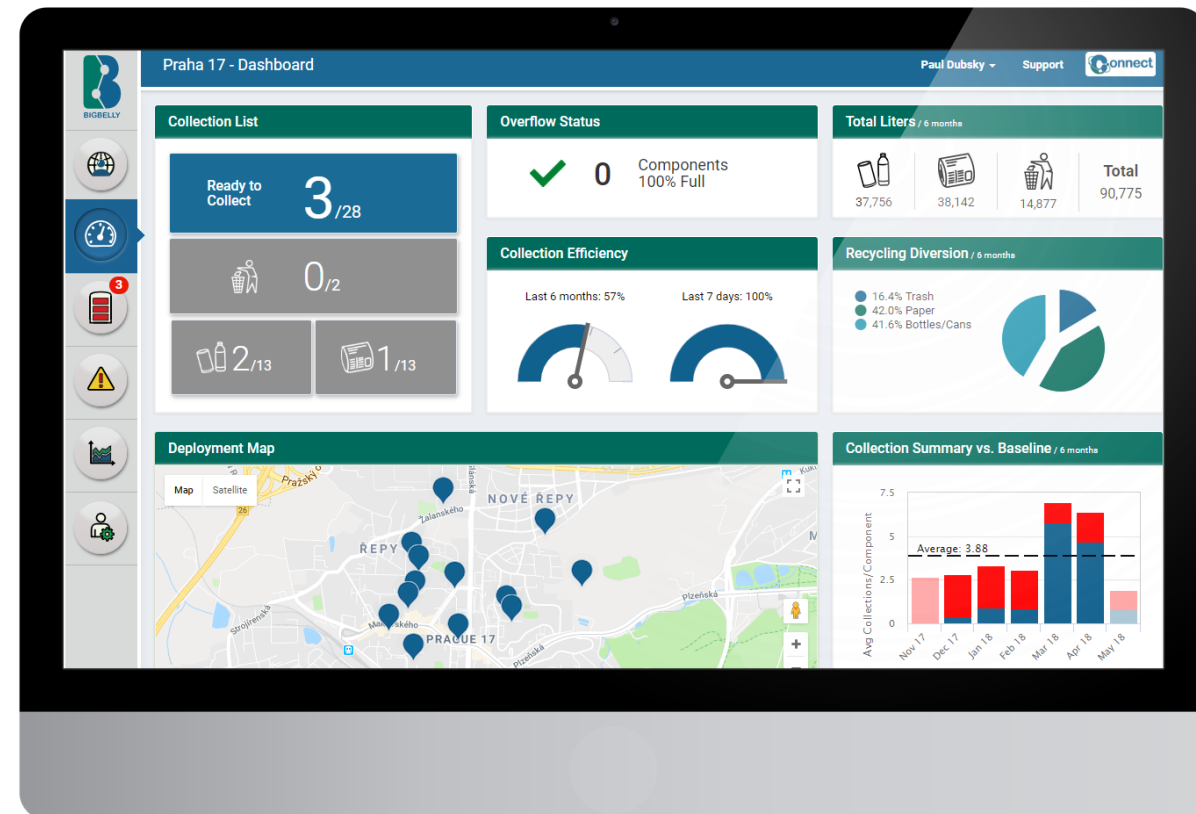 BIGBELLY
Praha 17 - Dashboard
Paul Dubsky
Support
Connect
3
Collection List
Ready to
Collect
3/28
0/2
2/13
1/13
Overflow Status
0
Components
100% Full
Total Liters / 6 months
37,756
38,142
14,877
Total
90,775
Collection Efficiency
Last 6 months: 57%
Last 7 days: 100%
Recycling Diversion / 6 months
16.4% Trash
42.0% Paper
41.6% Bottles/Cans
Deployment Map
Map
Satellite
26
Žalanského
NOVÉ ŘEPY
ŘEPY
Plzeňská
Strojírenská
PRAGUE 17
Plzeňská
+
Collection Summary vs. Baseline / 6 months
Avg Collections/Component
7.5
5
2.5
0
Average: 3.88
Nov 17
Dec 17
Jan 18
Feb 18
Mar 18
Apr 18
May 18